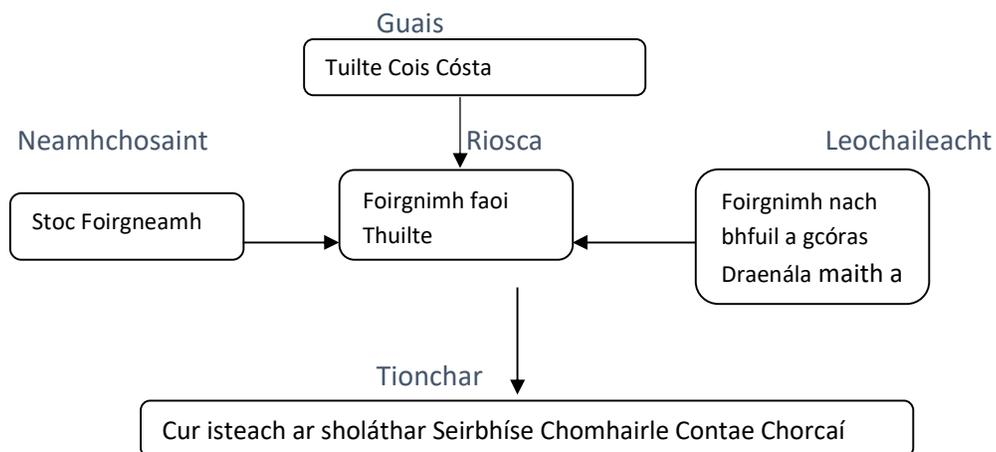 Guais
Tuilte Cois Cósta
Neamhchosaint
Riosca
Leochaileacht
Stoc Foirgneamh
Foirgnimh faoi
Thuilte
Foirgnimh nach
bhfuil a gcóras
Draenála maith a
Tionchar
Cur isteach ar sholáthar Seirbhíse Chomhairle Contae Chorcaí